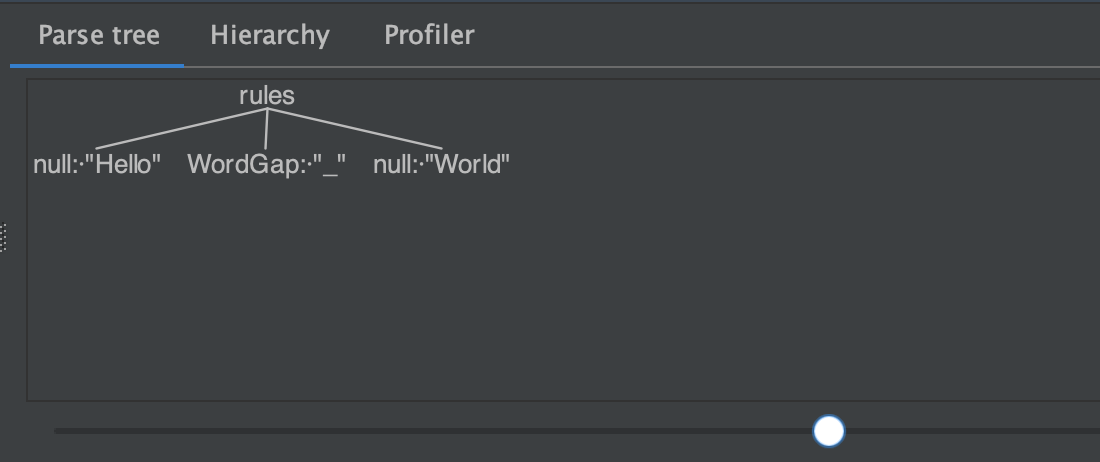 Parse tree Hierarchy Profiler
rules
null:·"Hello" WordGap:·"_" null:·"World"